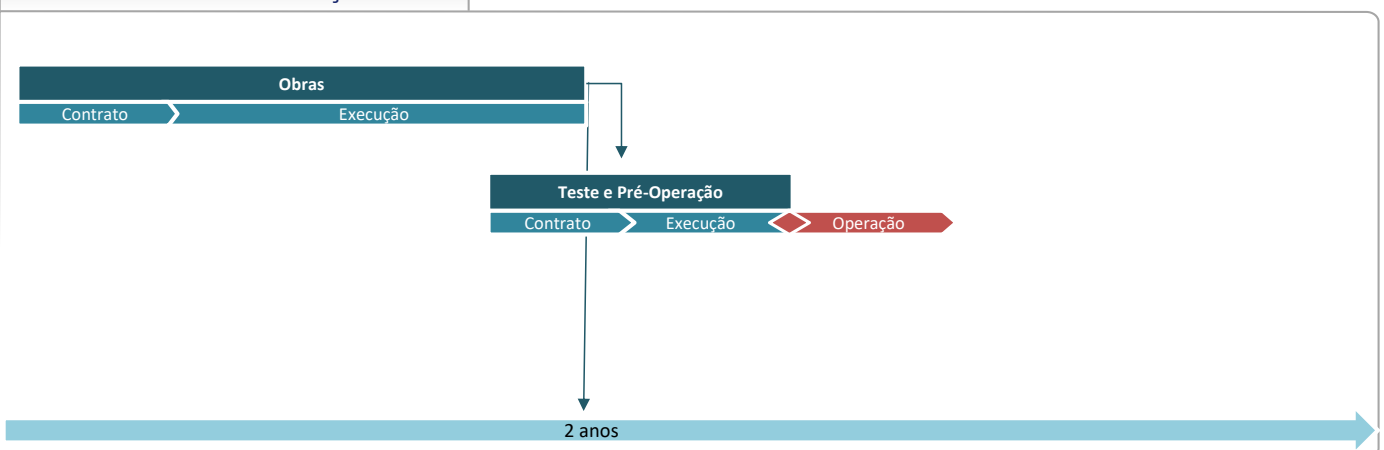 Obras
Contrato
Execução
Teste e Pré-Operação
Contrato
Execução
Operação
2 anos